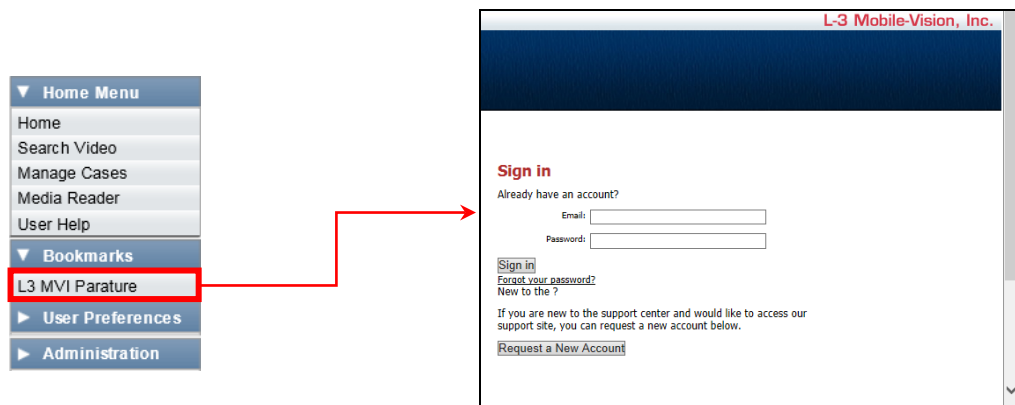 ▼ Home Menu
Home
Search Video
Manage Cases
Media Reader
User Help
▼ Bookmarks
L3 MVI Parature
► User Preferences
► Administration
L-3 Mobile-Vision, Inc.
Sign in
Already have an account?
Email:
Password:
Sign in
Forgot your password?
New to the ?
If you are new to the support center and would like to access our
support site, you can request a new account below.
Request a New Account